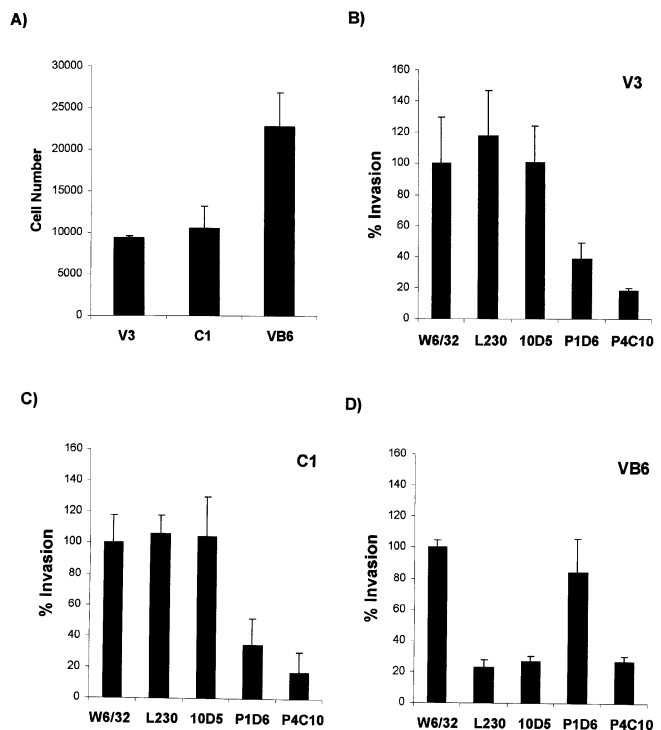 A)
30000
25000
20000
15000
10000
5000
0
Cell Number
V3 C1 VB6
B)
V3
160
140
120
100
80
60
40
20
0
% Invasion
W6/32 L230 10D5 P1D6 P4C10
C)
C1
160
140
120
100
80
60
40
20
0
% Invasion
W6/32 L230 10D5 P1D6 P4C10
D)
VB6
160
140
120
100
80
60
40
20
0
% Invasion
W6/32 L230 10D5 P1D6 P4C10